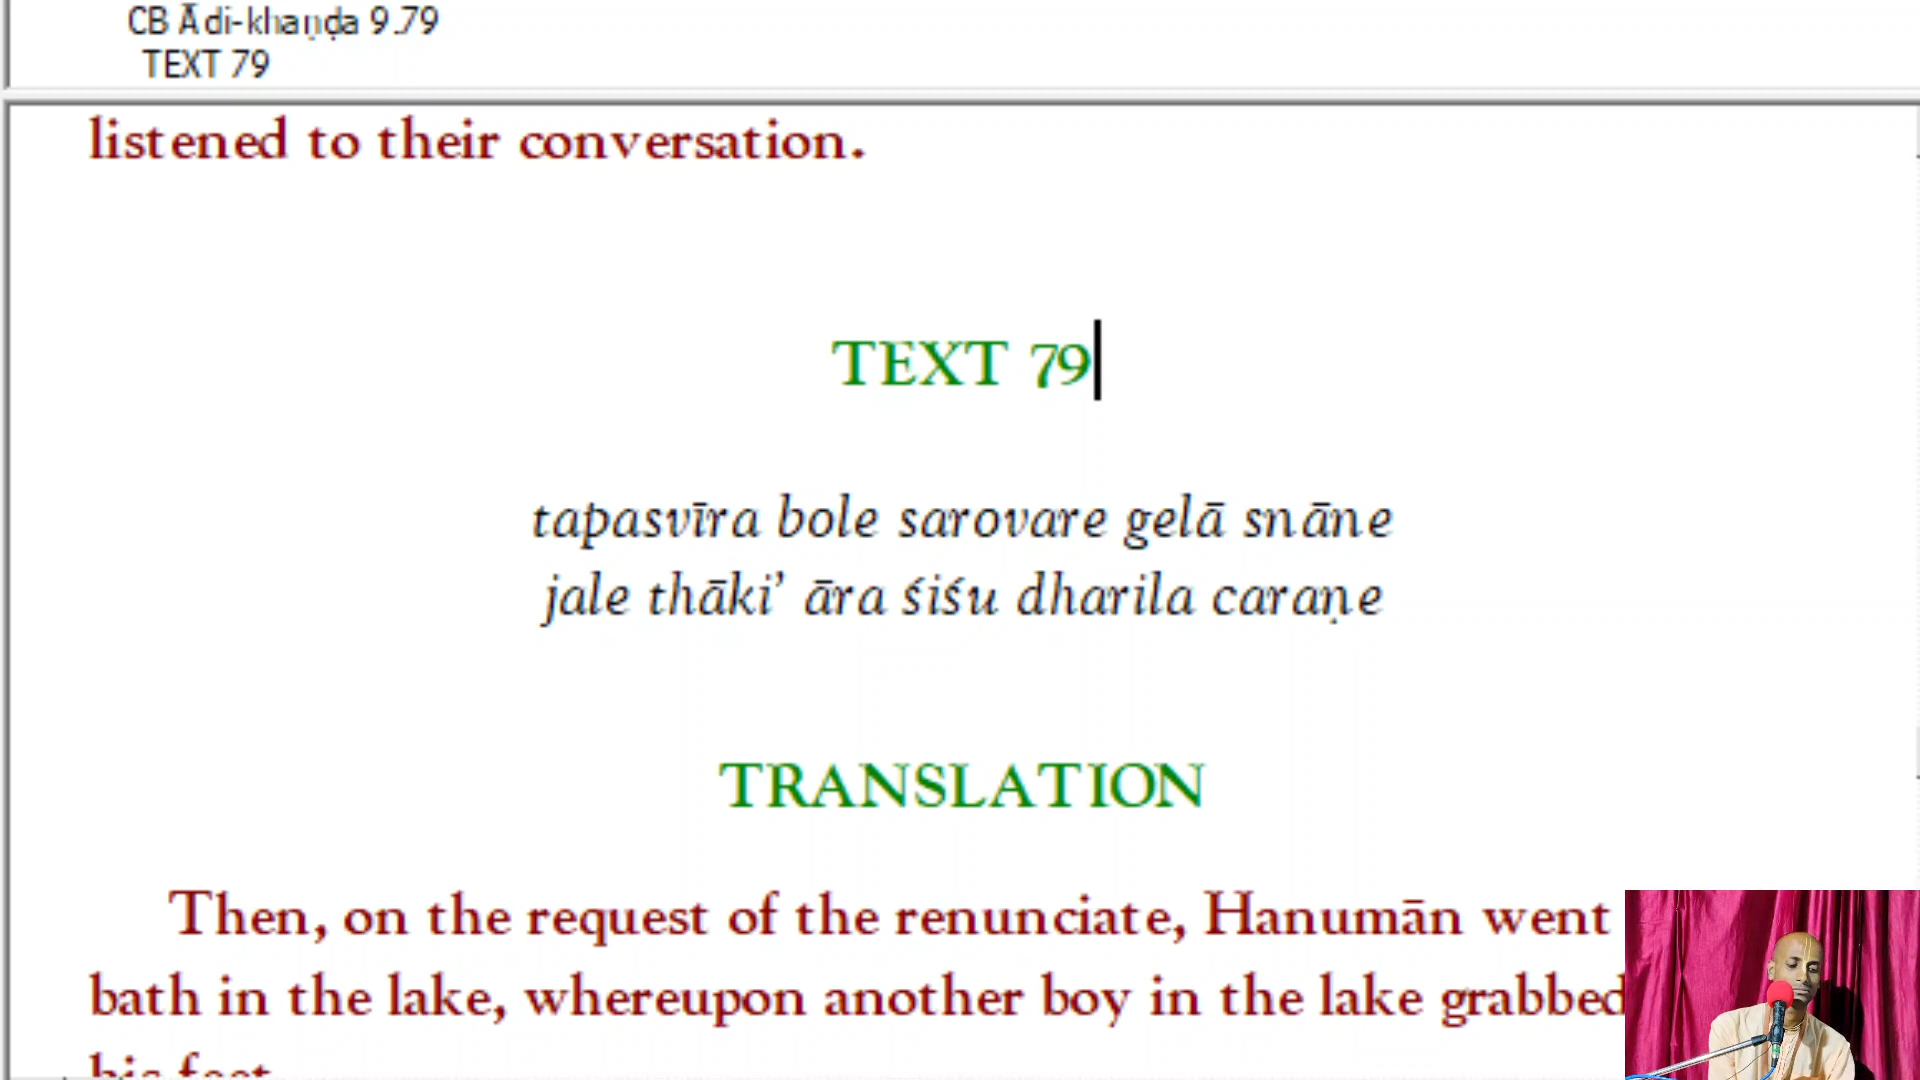 CB Ādi-khaṇḍa 9.79
TEXT 79
listened to their conversation.
TEXT 79
tapasvīra bole sarovare gelā snāne
jale thāki’ āra śiśu dharila caraṇe
TRANSLATION
Then, on the request of the renunciate, Hanumān went
bath in the lake, whereupon another boy in the lake grabbed
his feet.